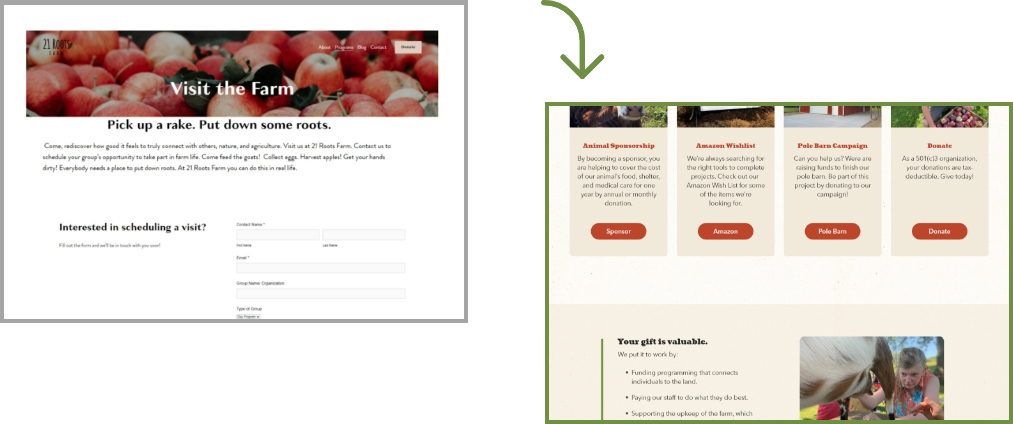 21 Roots
FARM
About Programs Blog Contact Donate
Visit the Farm
Pick up a rake. Put down some roots.
Come, rediscover how good it feels to truly connect with others, nature, and agriculture. Visit us at 21 Roots Farm. Contact us to
schedule your group's opportunity to take part in farm life. Come feed the goats! Collect eggs. Harvest apples! Get your hands
dirty! Everybody needs a place to put down roots. At 21 Roots Farm you can do this in real life.
Interested in scheduling a visit?
Fill out the form and we'll be in touch with you soon!
Contact Name *
First Name Last Name
Email *
Group Name/ Organization
Type of Group
Day Program
Animal Sponsorship
By becoming a sponsor, you
are helping to cover the cost
of our animal's food, shelter,
and medical care for one
year by annual or monthly
donation.
Sponsor
Amazon Wishlist
We're always searching for
the right tools to complete
projects. Check out our
Amazon Wish List for some
of the items we're
looking for.
Amazon
Pole Barn Campaign
Can you help us? Were are
raising funds to finish our
pole barn. Be part of this
project by donating to our
campaign!
Pole Barn
Donate
As a 501(c)3 organization,
your donations are tax-
deductible. Give today!
Donate
Your gift is valuable.
We put it to work by:
• Funding programming that connects
individuals to the land.
• Paying our staff to do what they do best.
• Supporting the upkeep of the farm, which